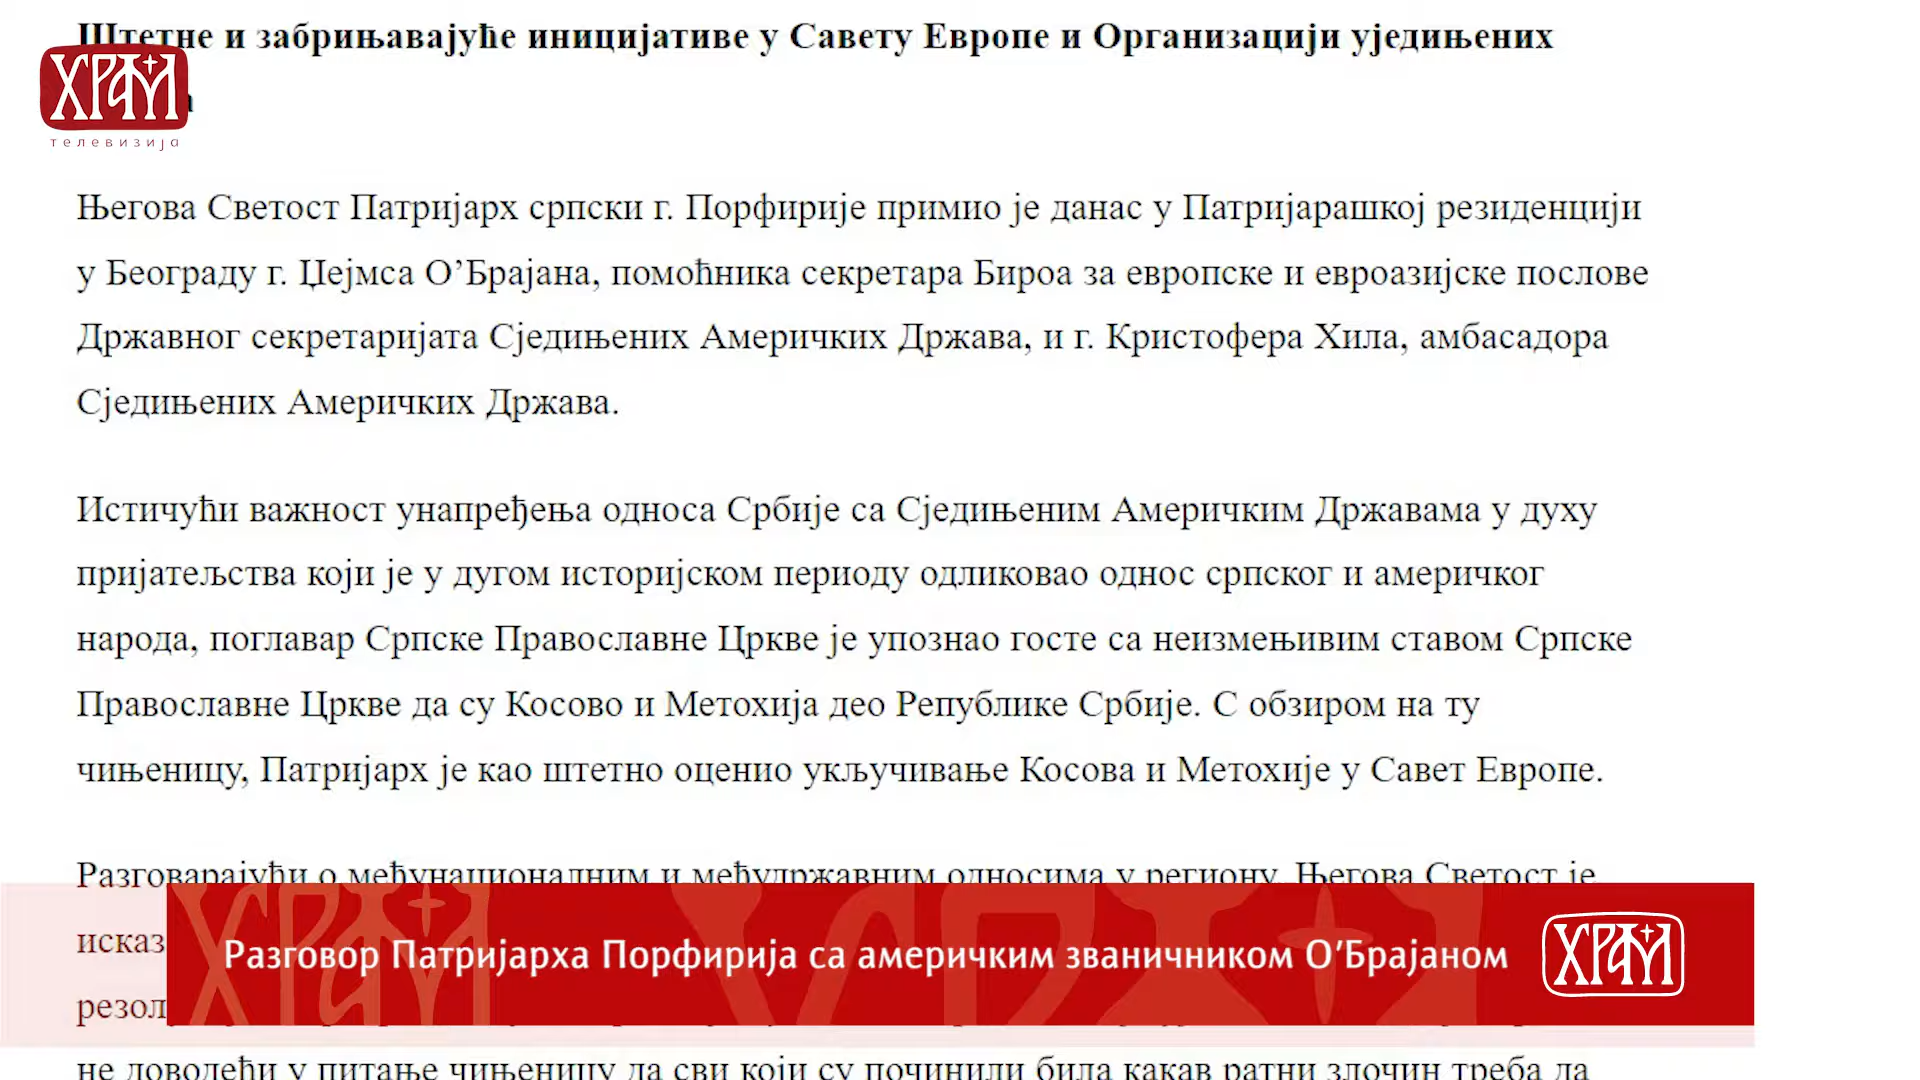 Штетне и забрињавајуће иницијативе у Савету Европе и Организацији уједињених
ХРАМ
телевизија
Његова Светост Патријарх српски г. Порфирије примио је данас у Патријарашкој резиденцији
у Београду г. Џејмса О’Брајана, помоћника секретара Бироа за европске и евроазијске послове
Државног секретаријата Сједињених Америчких Држава, и г. Кристофера Хила, амбасадора
Сједињених Америчких Држава.
Истичући важност унапређења односа Србије са Сједињеним Америчким Државама у духу
пријатељства који је у дугом историјском периоду одликовао однос српског и америчког
народа, поглавар Српске Православне Цркве је упознао госте са неизмењивим ставом Српске
Православне Цркве да су Косово и Метохија део Републике Србије. С обзиром на ту
чињеницу, Патријарх је као штетно оценио укључивање Косова и Метохије у Савет Европе.
Разговарајући о међунационалним и међудржавним односима у региону, Његова Светост је
Разговор Патријарха Порфирија са америчким званичником О’Брајаном
ХРАМ
не доводећи у питање чињеницу да сви који су починили била какав ратни злочин треба да